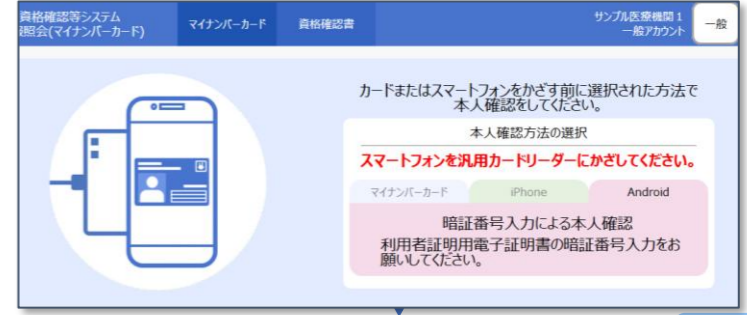 資格確認等システム
照会(マイナンバーカード)
マイナンバーカード
資格確認書
サンプル医療機関1
一般アカウント
一般
カードまたはスマートフォンをかざす前に選択された方法で
本人確認をしてください。
本人確認方法の選択
スマートフォンを汎用カードリーダーにかざしてください。
マイナンバーカード
iPhone
Android
暗証番号入力による本人確認
利用者証明用電子証明書の暗証番号入力をお
願いしてください。